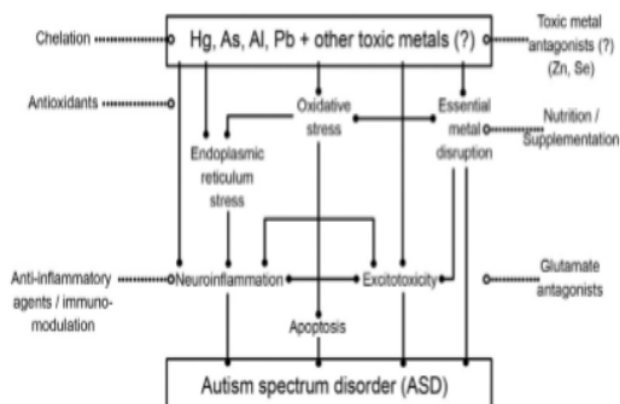 Chelation
Hg, As, Al, Pb + other toxic metals (?)
Toxic metal
antagonists (?)
(Zn, Se)
Antioxidants
Oxidative
stress
Essential
metal
disruption
Nutrition /
Supplementation
Endoplasmic
reticulum
stress
Anti-inflammatory
agents / immuno-
modulation
Neuroinflammation
Excitotoxicity
Glutamate
antagonists
Apoptosis
Autism spectrum disorder (ASD)